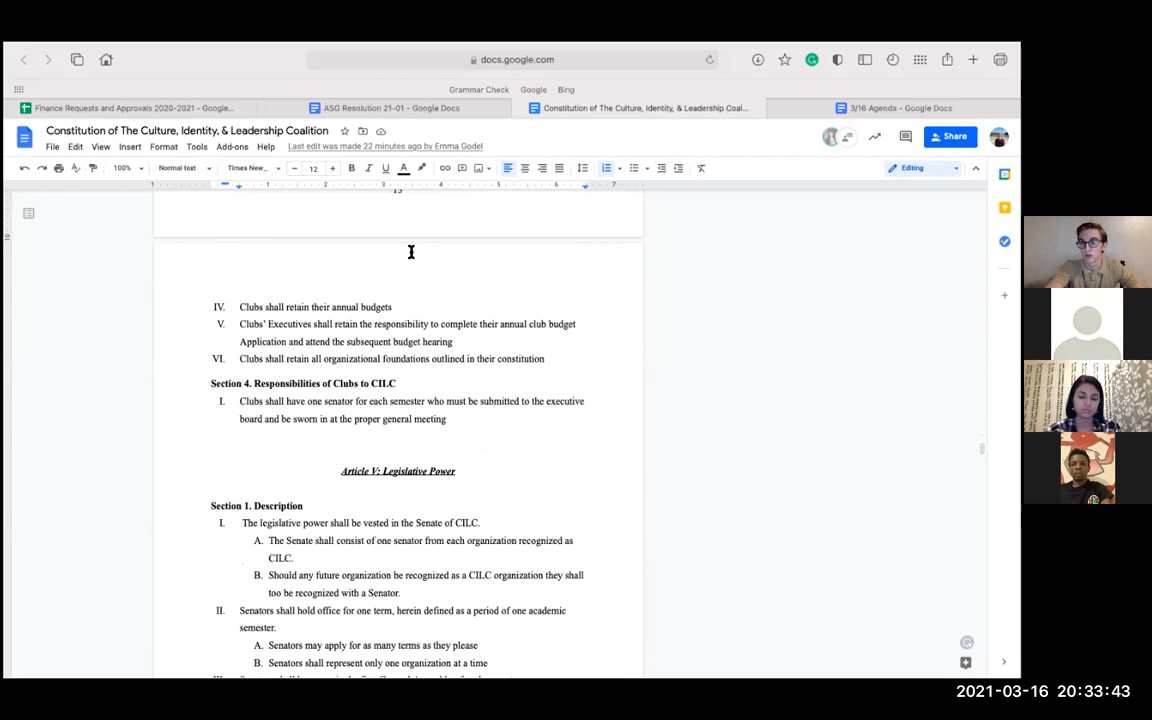 docs.google.com
Grammar Check Google Bing
Finance Requests and Approvals 2020-2021 - Google...
ASG Resolution 21-01 - Google Docs
Constitution of The Culture, Identity, & Leadership Coal...
3/16 Agenda - Google Docs
Constitution of The Culture, Identity, & Leadership Coalition
File Edit View Insert Format Tools Add-ons Help Last edit was made 22 minutes ago by Emma Godel
Share
100% Normal text Times New... 12 B I U A Editing
1 1 2 3 4 5 6 7
IV. Clubs shall retain their annual budgets
V. Clubs' Executives shall retain the responsibility to complete their annual club budget
Application and attend the subsequent budget hearing
VI. Clubs shall retain all organizational foundations outlined in their constitution
Section 4. Responsibilities of Clubs to CILC
I. Clubs shall have one senator for each semester who must be submitted to the executive
board and be sworn in at the proper general meeting
Article V: Legislative Power
Section 1. Description
I. The legislative power shall be vested in the Senate of CILC.
A. The Senate shall consist of one senator from each organization recognized as
CILC.
B. Should any future organization be recognized as a CILC organization they shall
too be recognized with a Senator.
II. Senators shall hold office for one term, herein defined as a period of one academic
semester.
A. Senators may apply for as many terms as they please
B. Senators shall represent only one organization at a time
2021-03-16 20:33:43